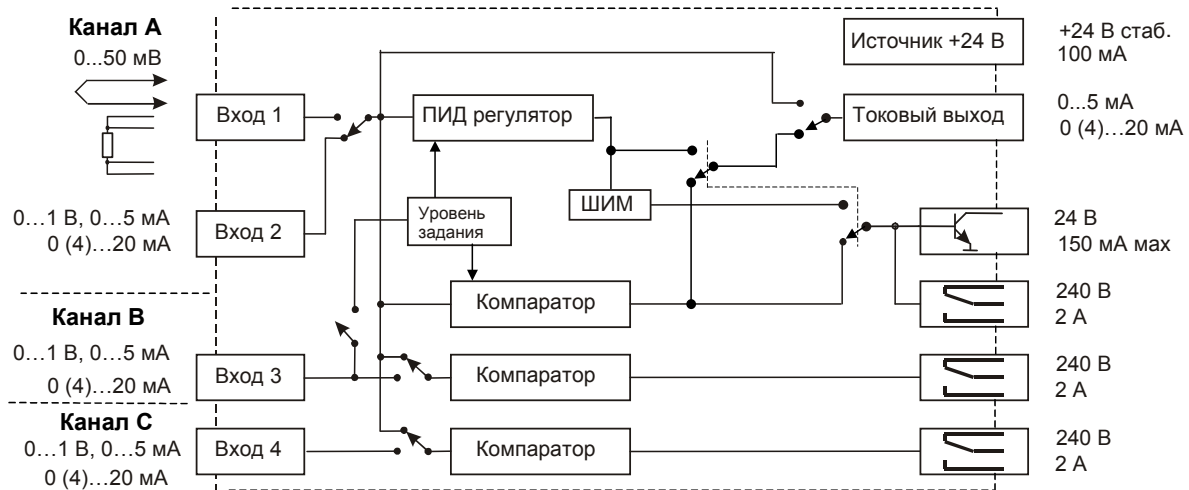 Канал А
0...50 мВ
Вход 1
ПИД регулятор
Источник +24 В
+24 В стаб.
100 мА
Токовый выход
0...5 мА
0 (4)...20 мА
ШИМ
0…1 В, 0…5 мА
0 (4)…20 мА
Вход 2
Уровень
задания
24 В
150 мА мах
Компаратор
240 В
2 А
Канал В
0…1 В, 0…5 мА
0 (4)…20 мА
Вход 3
Компаратор
240 В
2 А
Канал С
0…1 В, 0…5 мА
0 (4)…20 мА
Вход 4
Компаратор
240 В
2 А